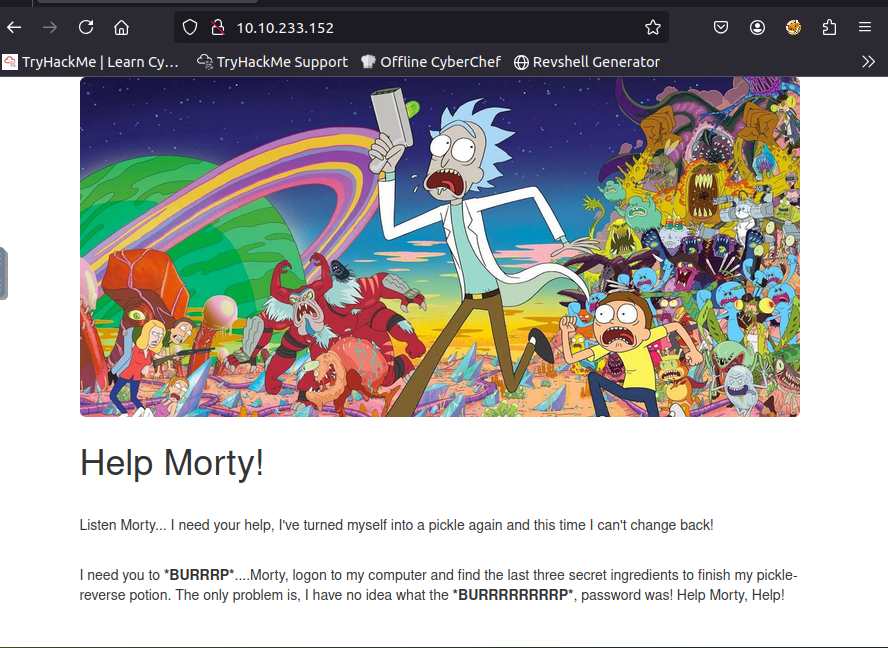 10.10.233.152
TryHackMe | Learn Cy...
TryHackMe Support
Offline CyberChef
Revshell Generator
Help Morty!
Listen Morty... I need your help, I've turned myself into a pickle again and this time I can't change back!
I need you to *BURRRP*....Morty, logon to my computer and find the last three secret ingredients to finish my pickle-
reverse potion. The only problem is, I have no idea what the *BURRRRRRRRP*, password was! Help Morty, Help!